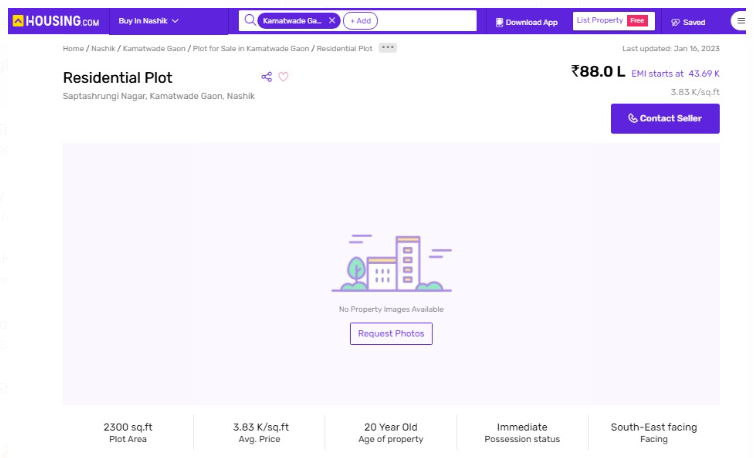 HOUSING.COM
Buy In Nashik
Kamatwade Ga...
+ Add
Download App
List Property Free
Saved
Home / Nashik / Kamatwade Gaon / Plot for Sale in Kamatwade Gaon / Residential Plot ...
Last updated: Jan 16, 2023
Residential Plot
₹88.0 L EMI starts at 43.69 K
Saptashrungi Nagar, Kamatwade Gaon, Nashik
3.83 K/sq.ft
Contact Seller
No Property Images Available
Request Photos
2300 sq.ft
Plot Area
3.83 K/sq.ft
Avg. Price
20 Year Old
Age of property
Immediate
Possession status
South-East facing
Facing